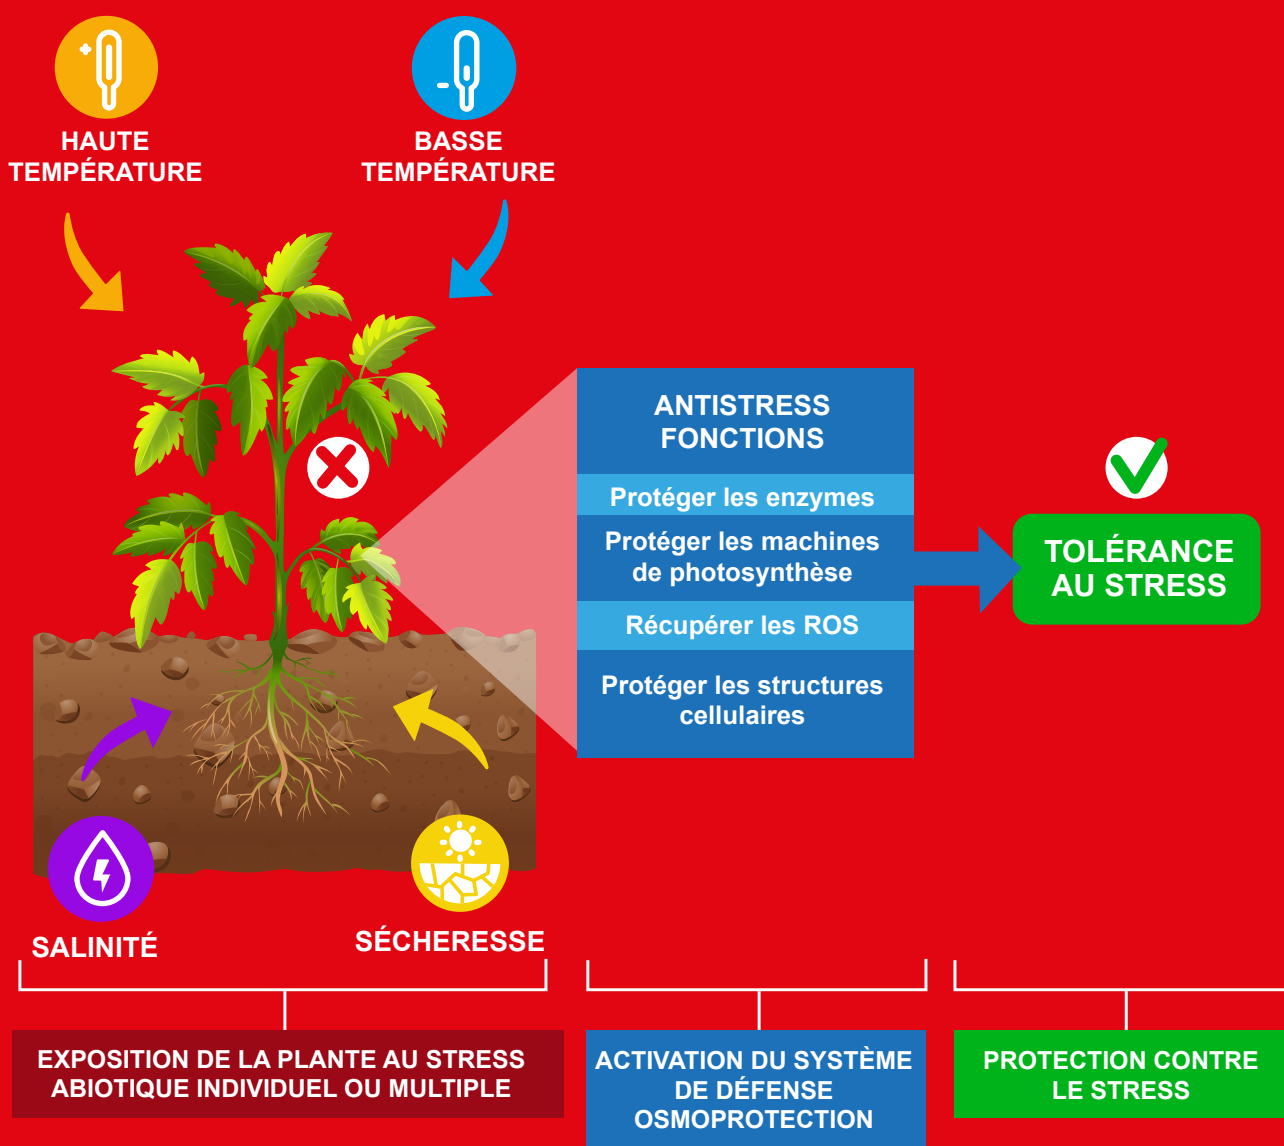 HAUTE
TEMPÉRATURE
BASSE
TEMPÉRATURE
ANTISTRESS
FONCTIONS
Protéger les enzymes
Protéger les machines
de photosynthèse
Récupérer les ROS
Protéger les structures
cellulaires
TOLÉRANCE
AU STRESS
SALINITÉ
SÉCHERESSE
EXPOSITION DE LA PLANTE AU STRESS
ABIOTIQUE INDIVIDUEL OU MULTIPLE
ACTIVATION DU SYSTÈME
DE DÉFENSE
OSMOPROTECTION
PROTECTION CONTRE
LE STRESS